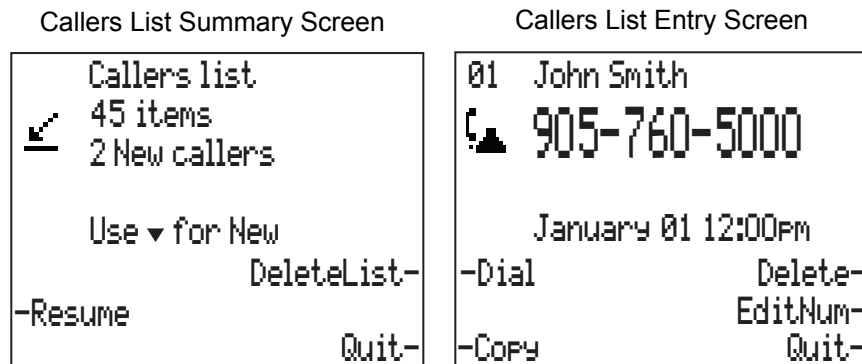 Callers List Summary Screen
Callers list
45 items
2 New callers
Use ▾ for New
DeleteList-
-Resume
Quit-
Callers List Entry Screen
01 John Smith
905-760-5000
January 01 12:00pm
-Dial Delete-
EditNum-
-Copy Quit-